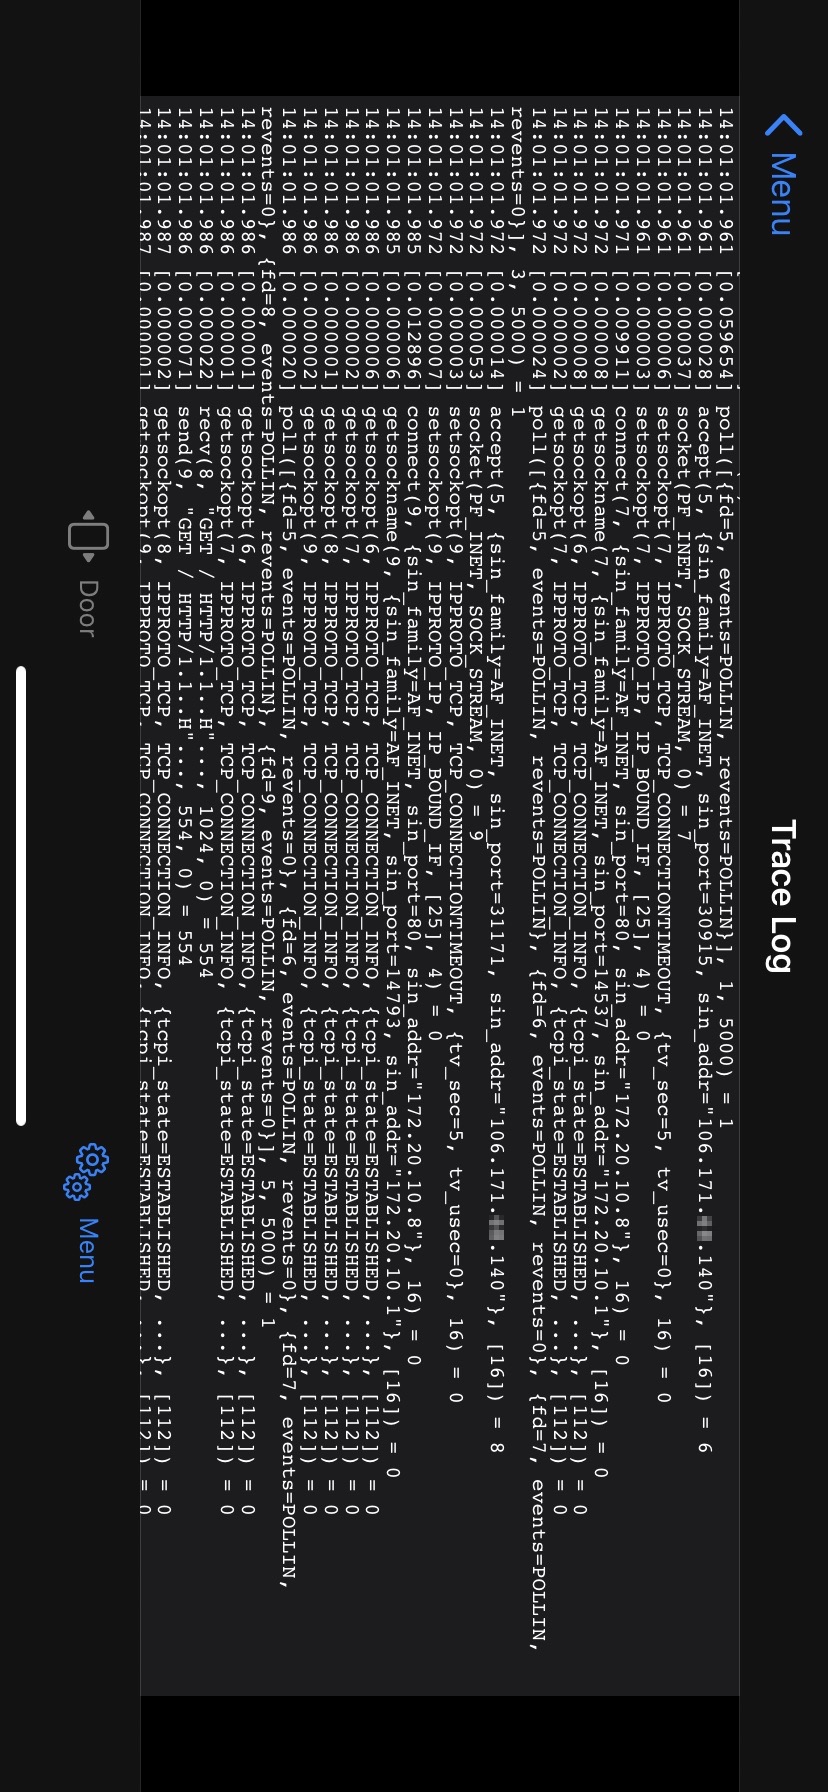 Menu
Trace Log
14:01:01.961 [0.059654] poll([{fd=5, events=POLLIN, revents=POLLIN}], 1, 5000) = 1
14:01:01.961 [0.000028] accept(5, {sin_family=AF_INET, sin_port=30915, sin_addr="106.171. .140"}, [16]) = 6
14:01:01.961 [0.000037] socket(PF_INET, SOCK_STREAM, 0) = 7
14:01:01.961 [0.000006] setsockopt(7, IPPROTO_TCP, TCP_CONNECTIONTIMEOUT, {tv_sec=5, tv_usec=0}, 16) = 0
14:01:01.961 [0.000003] setsockopt(7, IPPROTO_IP, IP_BOUND_IF, [25], 4) = 0
14:01:01.971 [0.009911] connect(7, {sin_family=AF_INET, sin_port=80, sin_addr="172.20.10.8"}, 16) = 0
14:01:01.972 [0.000008] getsockname(7, {sin_family=AF_INET, sin_port=14537, sin_addr="172.20.10.1"}, [16]) = 0
14:01:01.972 [0.000008] getsockopt(6, IPPROTO_TCP, TCP_CONNECTION_INFO, {tcpi_state=ESTABLISHED, ...}, [112]) = 0
14:01:01.972 [0.000002] getsockopt(7, IPPROTO_TCP, TCP_CONNECTION_INFO, {tcpi_state=ESTABLISHED, ...}, [112]) = 0
14:01:01.972 [0.000024] poll([{fd=5, events=POLLIN, revents=POLLIN}, {fd=6, events=POLLIN, revents=0}, {fd=7, events=POLLIN,
revents=0}], 3, 5000) = 1
14:01:01.972 [0.000014] accept(5, {sin_family=AF_INET, sin_port=31171, sin_addr="106.171. .140"}, [16]) = 8
14:01:01.972 [0.000053] socket(PF_INET, SOCK_STREAM, 0) = 9
14:01:01.972 [0.000003] setsockopt(9, IPPROTO_TCP, TCP_CONNECTIONTIMEOUT, {tv_sec=5, tv_usec=0}, 16) = 0
14:01:01.972 [0.000007] setsockopt(9, IPPROTO_IP, IP_BOUND_IF, [25], 4) = 0
14:01:01.985 [0.012896] connect(9, {sin_family=AF_INET, sin_port=80, sin_addr="172.20.10.8"}, 16) = 0
14:01:01.985 [0.000006] getsockname(9, {sin_family=AF_INET, sin_port=14793, sin_addr="172.20.10.1"}, [16]) = 0
14:01:01.986 [0.000006] getsockopt(6, IPPROTO_TCP, TCP_CONNECTION_INFO, {tcpi_state=ESTABLISHED, ...}, [112]) = 0
14:01:01.986 [0.000002] getsockopt(7, IPPROTO_TCP, TCP_CONNECTION_INFO, {tcpi_state=ESTABLISHED, ...}, [112]) = 0
14:01:01.986 [0.000001] getsockopt(8, IPPROTO_TCP, TCP_CONNECTION_INFO, {tcpi_state=ESTABLISHED, ...}, [112]) = 0
14:01:01.986 [0.000002] getsockopt(9, IPPROTO_TCP, TCP_CONNECTION_INFO, {tcpi_state=ESTABLISHED, ...}, [112]) = 0
14:01:01.986 [0.000020] poll([{fd=5, events=POLLIN, revents=0}, {fd=6, events=POLLIN, revents=0}, {fd=7, events=POLLIN,
revents=0}, {fd=8, events=POLLIN, revents=POLLIN}, {fd=9, events=POLLIN, revents=0}], 5, 5000) = 1
14:01:01.986 [0.000001] getsockopt(6, IPPROTO_TCP, TCP_CONNECTION_INFO, {tcpi_state=ESTABLISHED, ...}, [112]) = 0
14:01:01.986 [0.000001] getsockopt(7, IPPROTO_TCP, TCP_CONNECTION_INFO, {tcpi_state=ESTABLISHED, ...}, [112]) = 0
14:01:01.986 [0.000022] recv(8, "GET / HTTP/1.1..H"..., 1024, 0) = 554
14:01:01.986 [0.000071] send(9, "GET / HTTP/1.1..H"..., 554, 0) = 554
14:01:01.987 [0.000002] getsockopt(8, IPPROTO_TCP, TCP_CONNECTION_INFO, {tcpi_state=ESTABLISHED, ...}, [112]) = 0
14:01:01.987 [0.000001] getsockopt(9, IPPROTO_TCP, TCP_CONNECTION_INFO, {tcpi_state=ESTABLISHED, ...}, [112]) = 0
Door
Menu